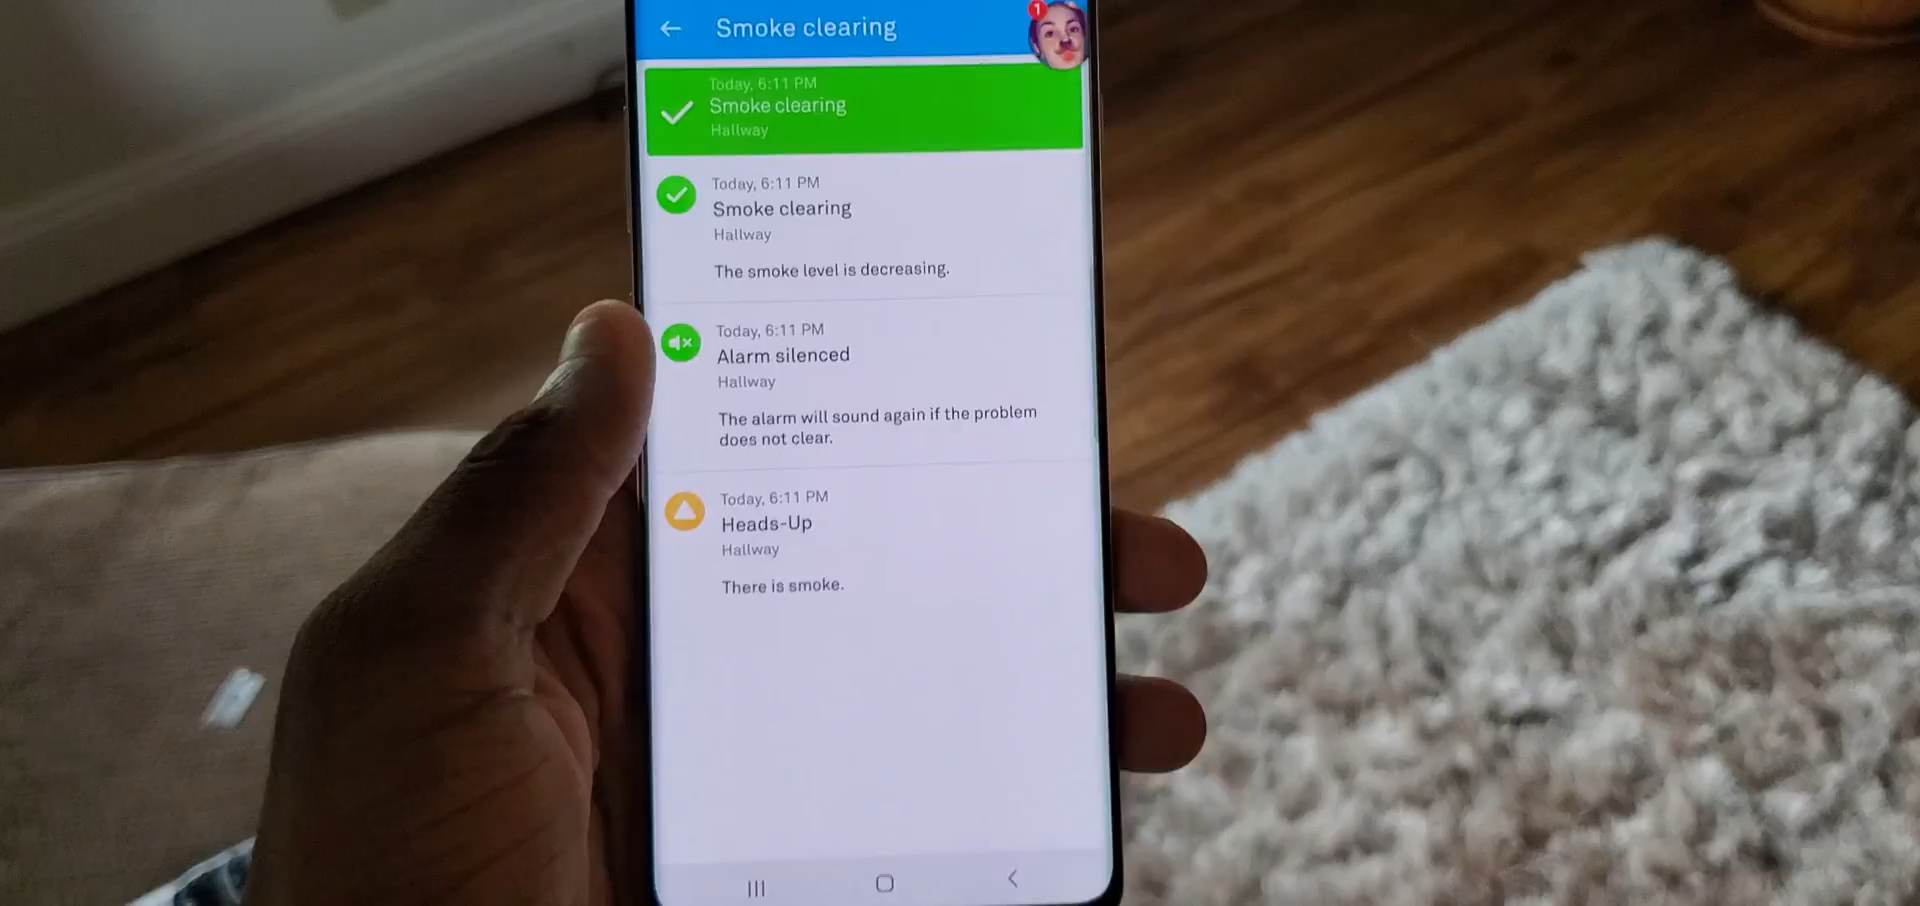 Smoke clearing
1
Today, 6:11 PM
Smoke clearing
Hallway
Today, 6:11 PM
Smoke clearing
Hallway
The smoke level is decreasing.
Today, 6:11 PM
Alarm silenced
Hallway
The alarm will sound again if the problem
does not clear.
Today, 6:11 PM
Heads-Up
Hallway
There is smoke.